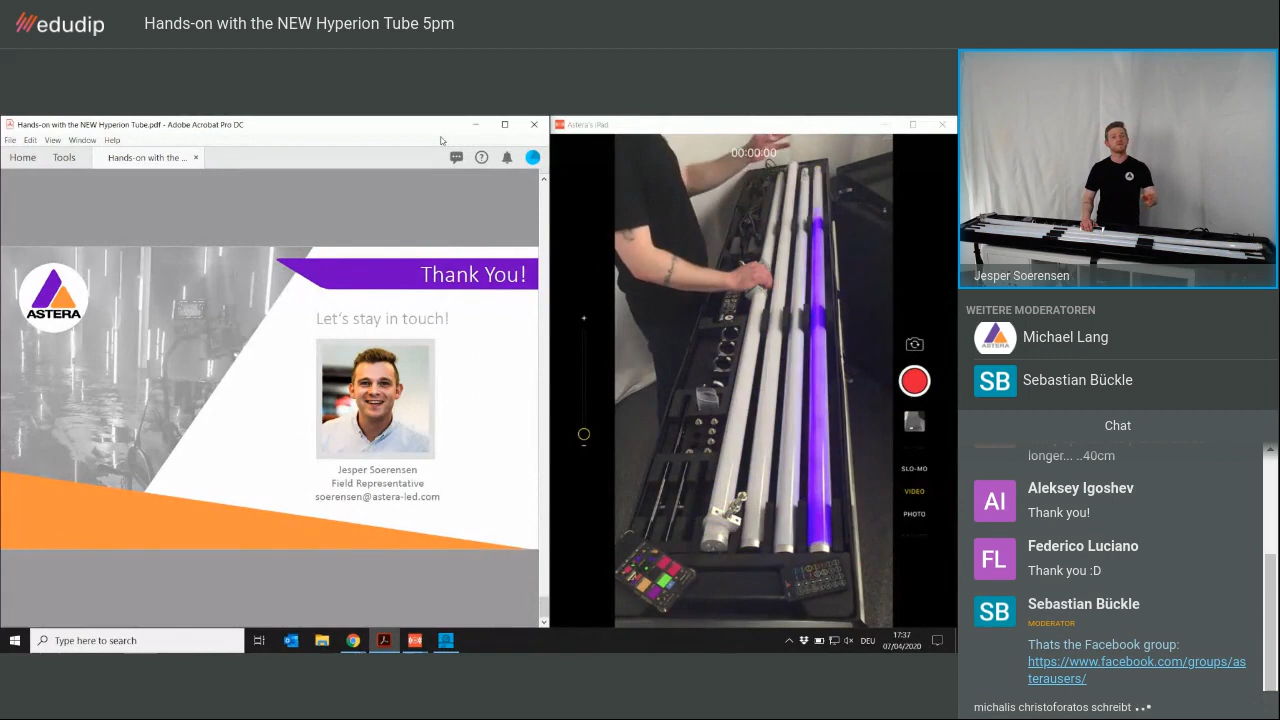 edudip
Hands-on with the NEW Hyperion Tube 5pm
Hands-on with the NEW Hyperion Tube.pdf - Adobe Acrobat Pro DC
File Edit View Window Help
Home Tools Hands-on with the ... ×
Thank You!
ASTERA
Let's stay in touch!
Jesper Soerensen
Field Representative
soerensen@astera-led.com
Astera's iPad
00:00:00
SLO-MO
VIDEO
PHOTO
Type here to search
DEU
17:37
07/04/2020
Jesper Soerensen
WEITERE MODERATOREN
ASTERA
Michael Lang
SB
Sebastian Bückle
Chat
longer... ..40cm
AI
Aleksey Igoshev
Thank you!
FL
Federico Luciano
Thank you :D
SB
Sebastian Bückle
MODERATOR
Thats the Facebook group:
https://www.facebook.com/groups/as
terausers/
michalis christoforatos schreibt